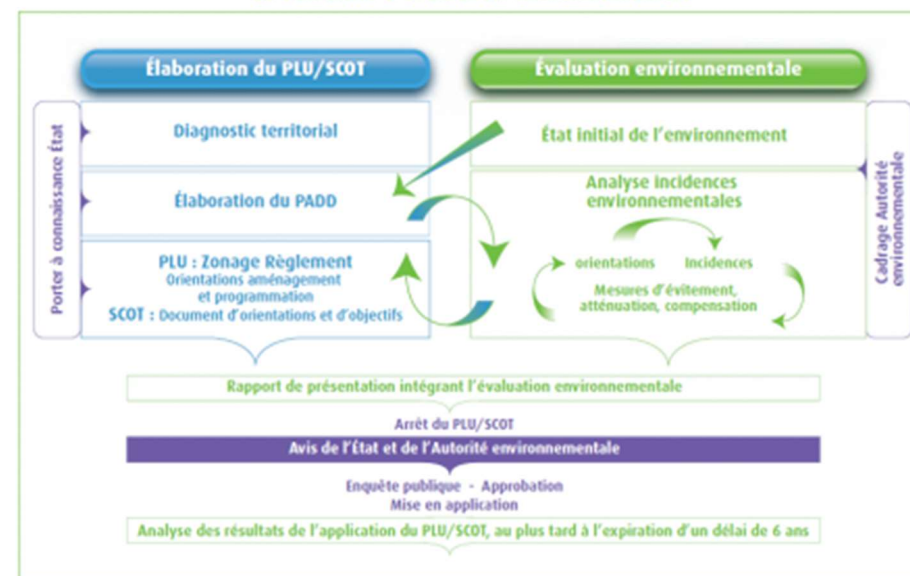 Élaboration du PLU/SCOT
Évaluation environnementale
Porter à connaissance État
Diagnostic territorial
État initial de l'environnement
Élaboration du PADD
Analyse incidences
environnementales
PLU : Zonage Règlement
Orientations aménagement
et programmation
SCOT : Document d'orientations et d'objectifs
orientations
Incidences
Mesures d'évitement,
atténuation, compensation
Cadrage Autorité
environnementale
Rapport de présentation intégrant l'évaluation environnementale
Arrêt du PLU/SCOT
Avis de l'État et de l'Autorité environnementale
Enquête publique - Approbation
Mise en application
Analyse des résultats de l'application du PLU/SCOT, au plus tard à l'expiration d'un délai de 6 ans